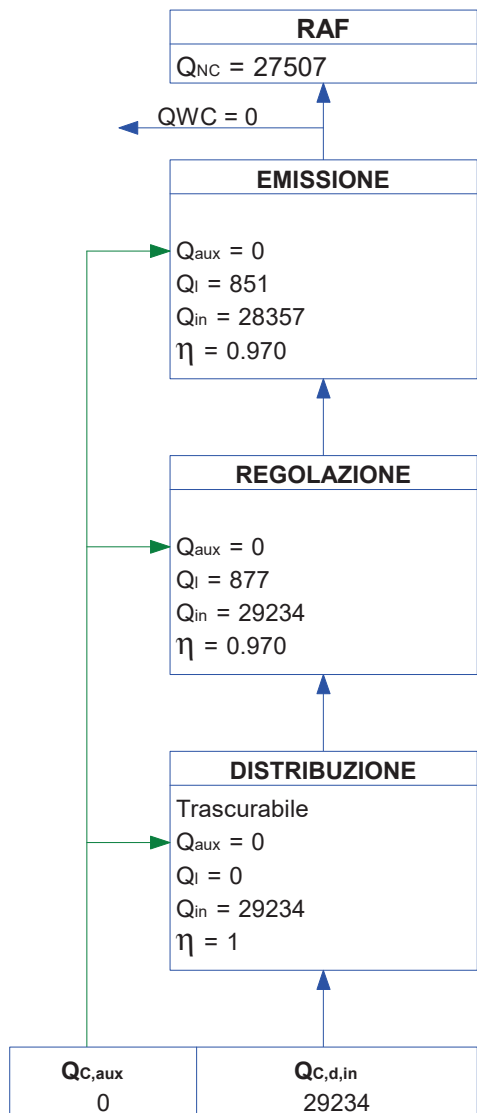 RAF
QNC = 27507
QWC = 0
EMISSIONE
Qaux = 0
Ql = 851
Qin = 28357
η = 0.970
REGOLAZIONE
Qaux = 0
Ql = 877
Qin = 29234
η = 0.970
DISTRIBUZIONE
Trascurabile
Qaux = 0
Ql = 0
Qin = 29234
η = 1
QC,aux QC,d,in
0 29234